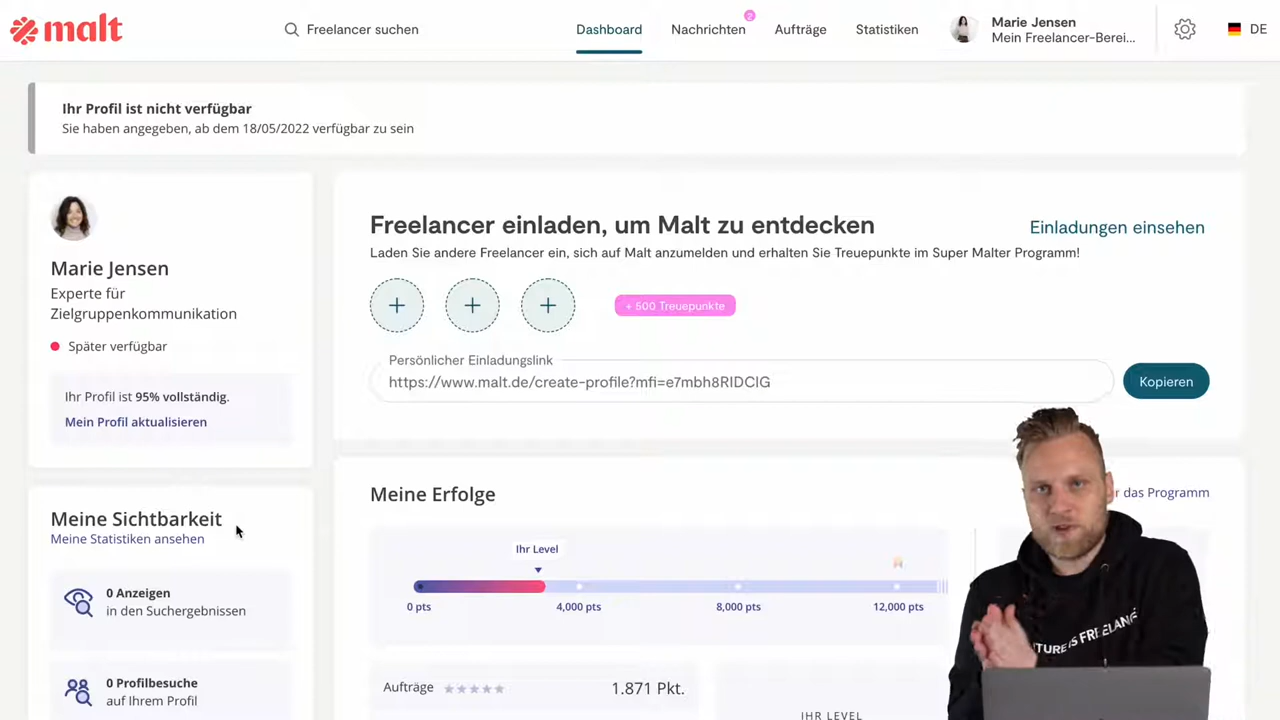 malt
Freelancer suchen
Dashboard
Nachrichten
2
Aufträge
Statistiken
Marie Jensen
Mein Freelancer-Berei...
DE
Ihr Profil ist nicht verfügbar
Sie haben angegeben, ab dem 18/05/2022 verfügbar zu sein
Marie Jensen
Experte für
Zielgruppenkommunikation
Später verfügbar
Ihr Profil ist 95% vollständig.
Mein Profil aktualisieren
Meine Sichtbarkeit
Meine Statistiken ansehen
0 Anzeigen
in den Suchergebnissen
0 Profilbesuche
auf Ihrem Profil
Freelancer einladen, um Malt zu entdecken
Einladungen einsehen
Laden Sie andere Freelancer ein, sich auf Malt anzumelden und erhalten Sie Treuepunkte im Super Malter Programm!
+ 500 Treuepunkte
Persönlicher Einladungslink
https://www.malt.de/create-profile?mfi=e7mbh8RIDCIG
Kopieren
Meine Erfolge
r das Programm
Ihr Level
0 pts
4,000 pts
8,000 pts
12,000 pts
Aufträge
1.871 Pkt.
IHR LEVEL
TURE IS FREELANC